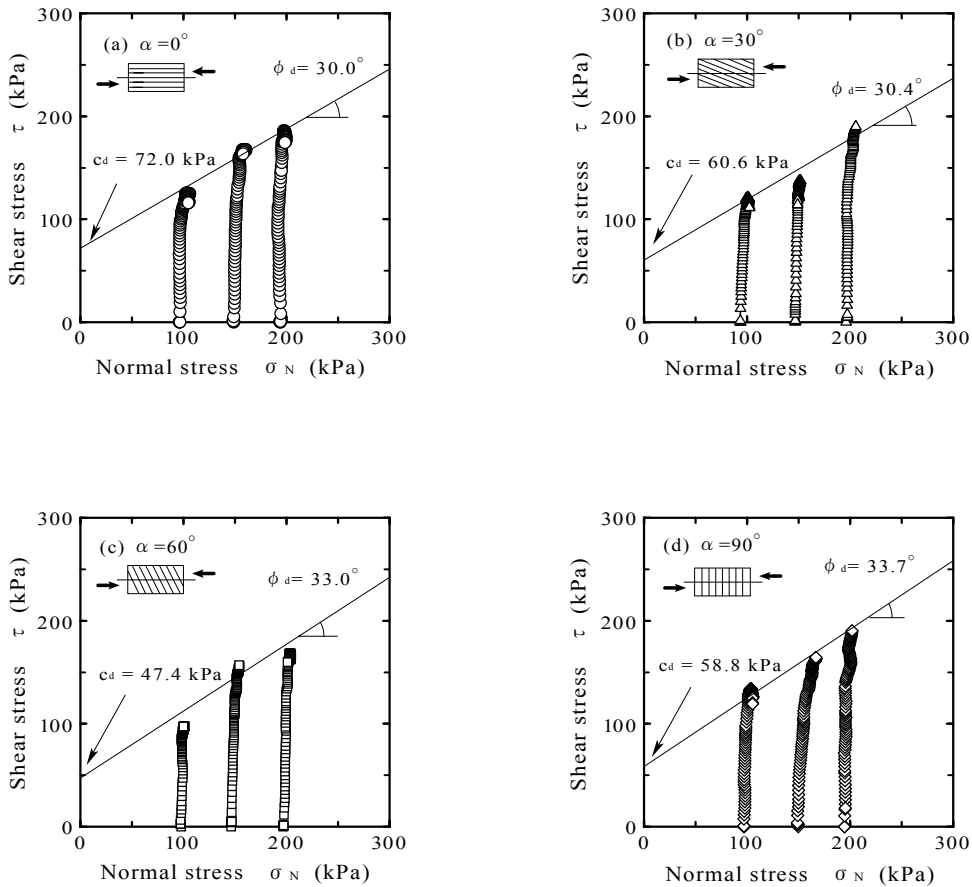 300
(a) α=0°
ϕ d = 30.0°
200
cd = 72.0 kPa
100
0
0 100 200 300
Shear stress τ (kPa)
Normal stress σ N (kPa)
300
(b) α=30°
ϕ d= 30.4°
200
cd = 60.6 kPa
100
0
0 100 200 300
Shear stress τ (kPa)
Normal stress σ N (kPa)
300
(c) α=60°
ϕ d= 33.0°
200
cd = 47.4 kPa
100
0
0 100 200 300
Shear stress τ (kPa)
Normal stress σ N (kPa)
300
(d) α=90°
ϕ d= 33.7°
200
cd = 58.8 kPa
100
0
0 100 200 300
Shear stress τ (kPa)
Normal stress σ N (kPa)